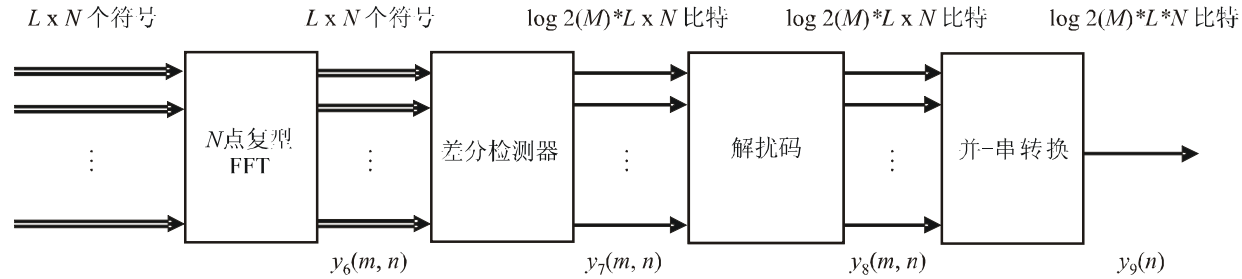 L x N 个符号 L x N 个符号 log 2(M)*L x N 比特 log 2(M)*L x N 比特 log 2(M)*L*N 比特
N点复型
FFT
差分检测器
解扰码
并-串转换
y6(m, n) y7(m, n) y8(m, n) y9(n)